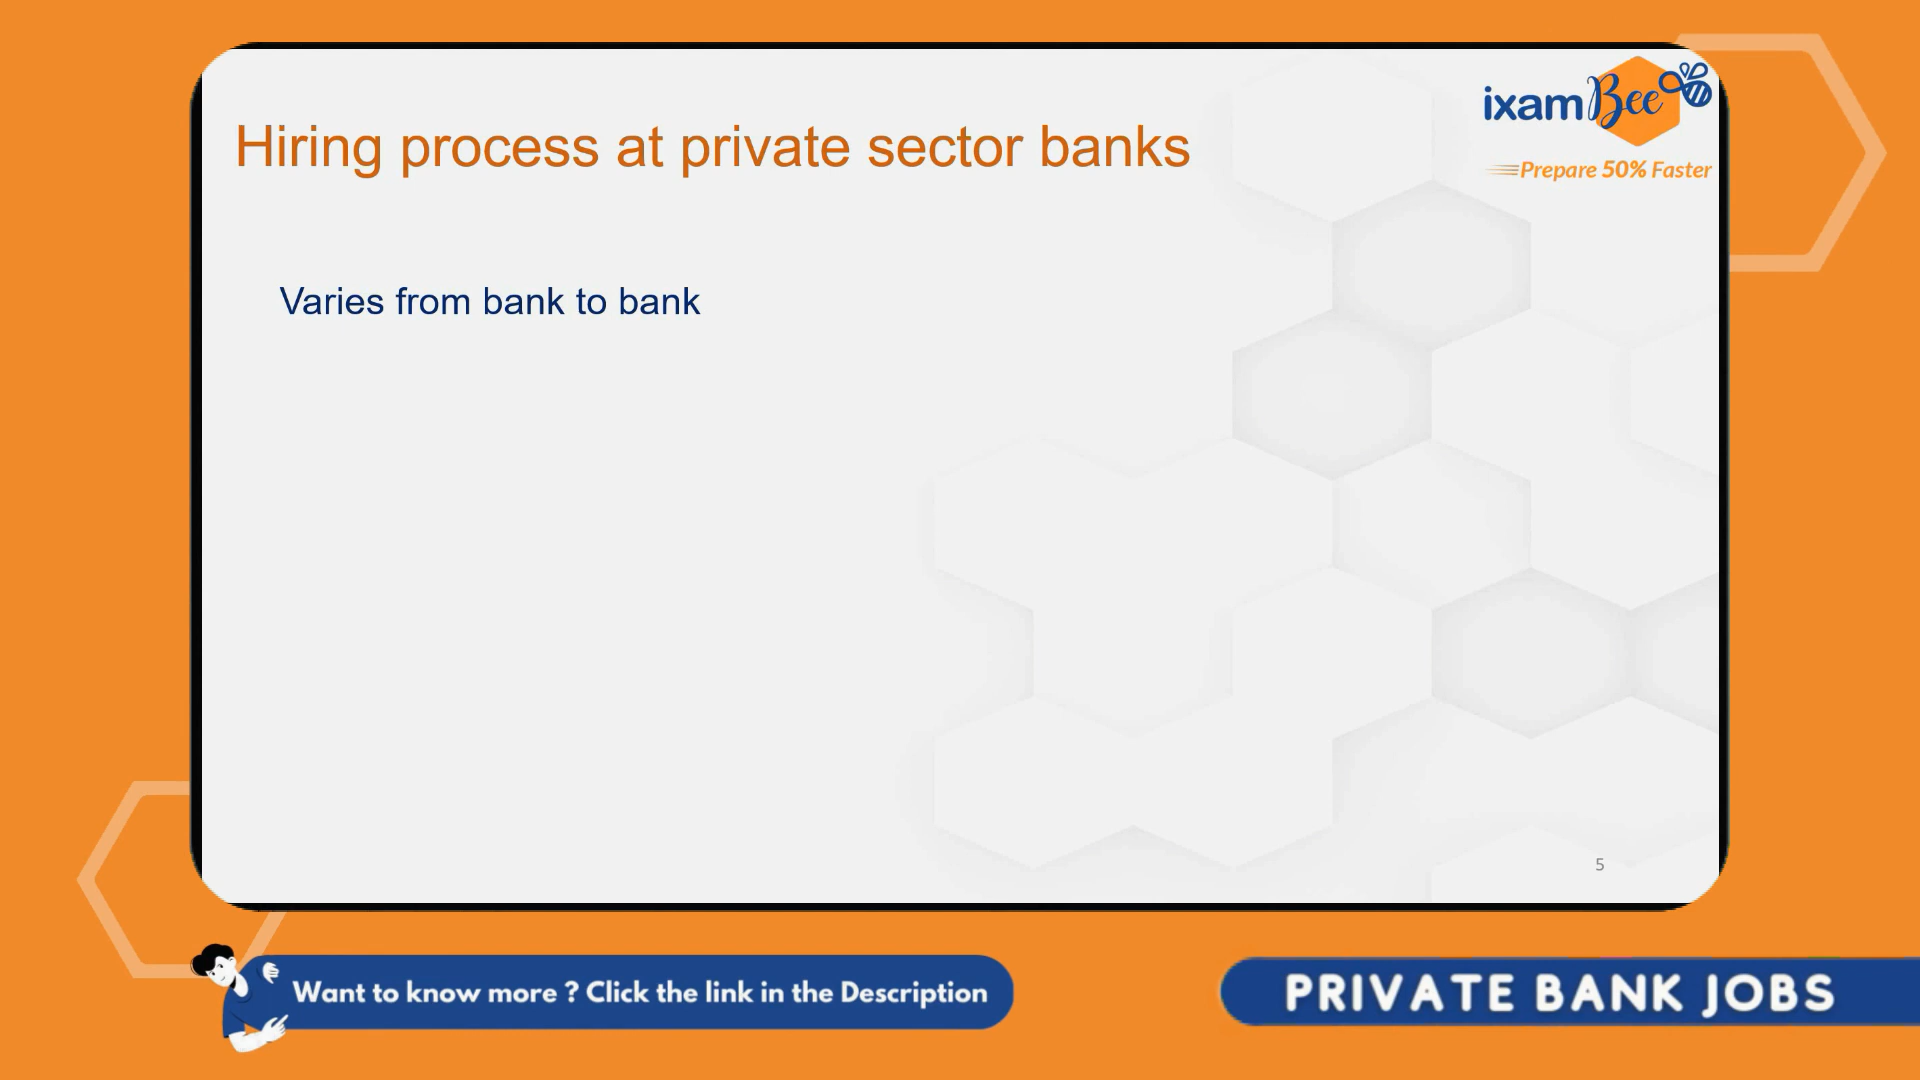 ixamBee
Prepare 50% Faster
Hiring process at private sector banks
Varies from bank to bank
5
Want to know more ? Click the link in the Description
PRIVATE BANK JOBS